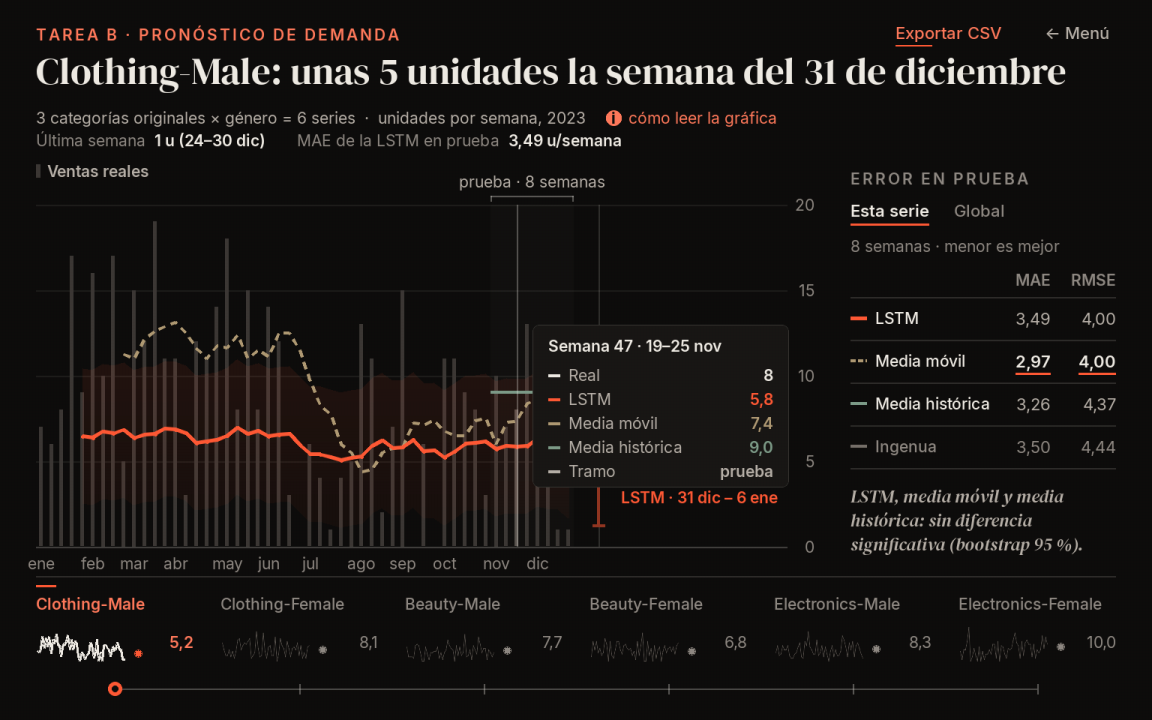 TAREA B · PRONÓSTICO DE DEMANDA
Exportar CSV
← Menú
Clothing-Male: unas 5 unidades la semana del 31 de diciembre
3 categorías originales × género = 6 series · unidades por semana, 2023
i cómo leer la gráfica
Última semana 1 u (24–30 dic) MAE de la LSTM en prueba 3,49 u/semana
Ventas reales
prueba · 8 semanas
20
15
10
5
0
Semana 47 · 19–25 nov
Real 8
LSTM 5,8
Media móvil 7,4
Media histórica 9,0
Tramo prueba
LSTM · 31 dic – 6 ene
ene feb mar abr may jun jul ago sep oct nov dic
ERROR EN PRUEBA
Esta serie Global
8 semanas · menor es mejor
MAE RMSE
LSTM 3,49 4,00
Media móvil 2,97 4,00
Media histórica 3,26 4,37
Ingenua 3,50 4,44
LSTM, media móvil y media
histórica: sin diferencia
significativa (bootstrap 95 %).
Clothing-Male Clothing-Female Beauty-Male Beauty-Female Electronics-Male Electronics-Female
5,2 8,1 7,7 6,8 8,3 10,0